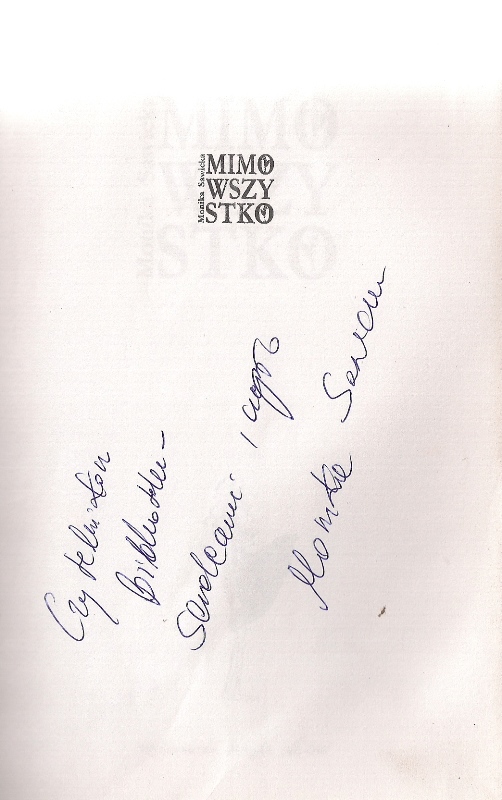 Monika Sawicka
MIMO
WSZY
STKO
Czytelnikom
biblioteki –
Serdecznie i ciepło
Monika Sawicka